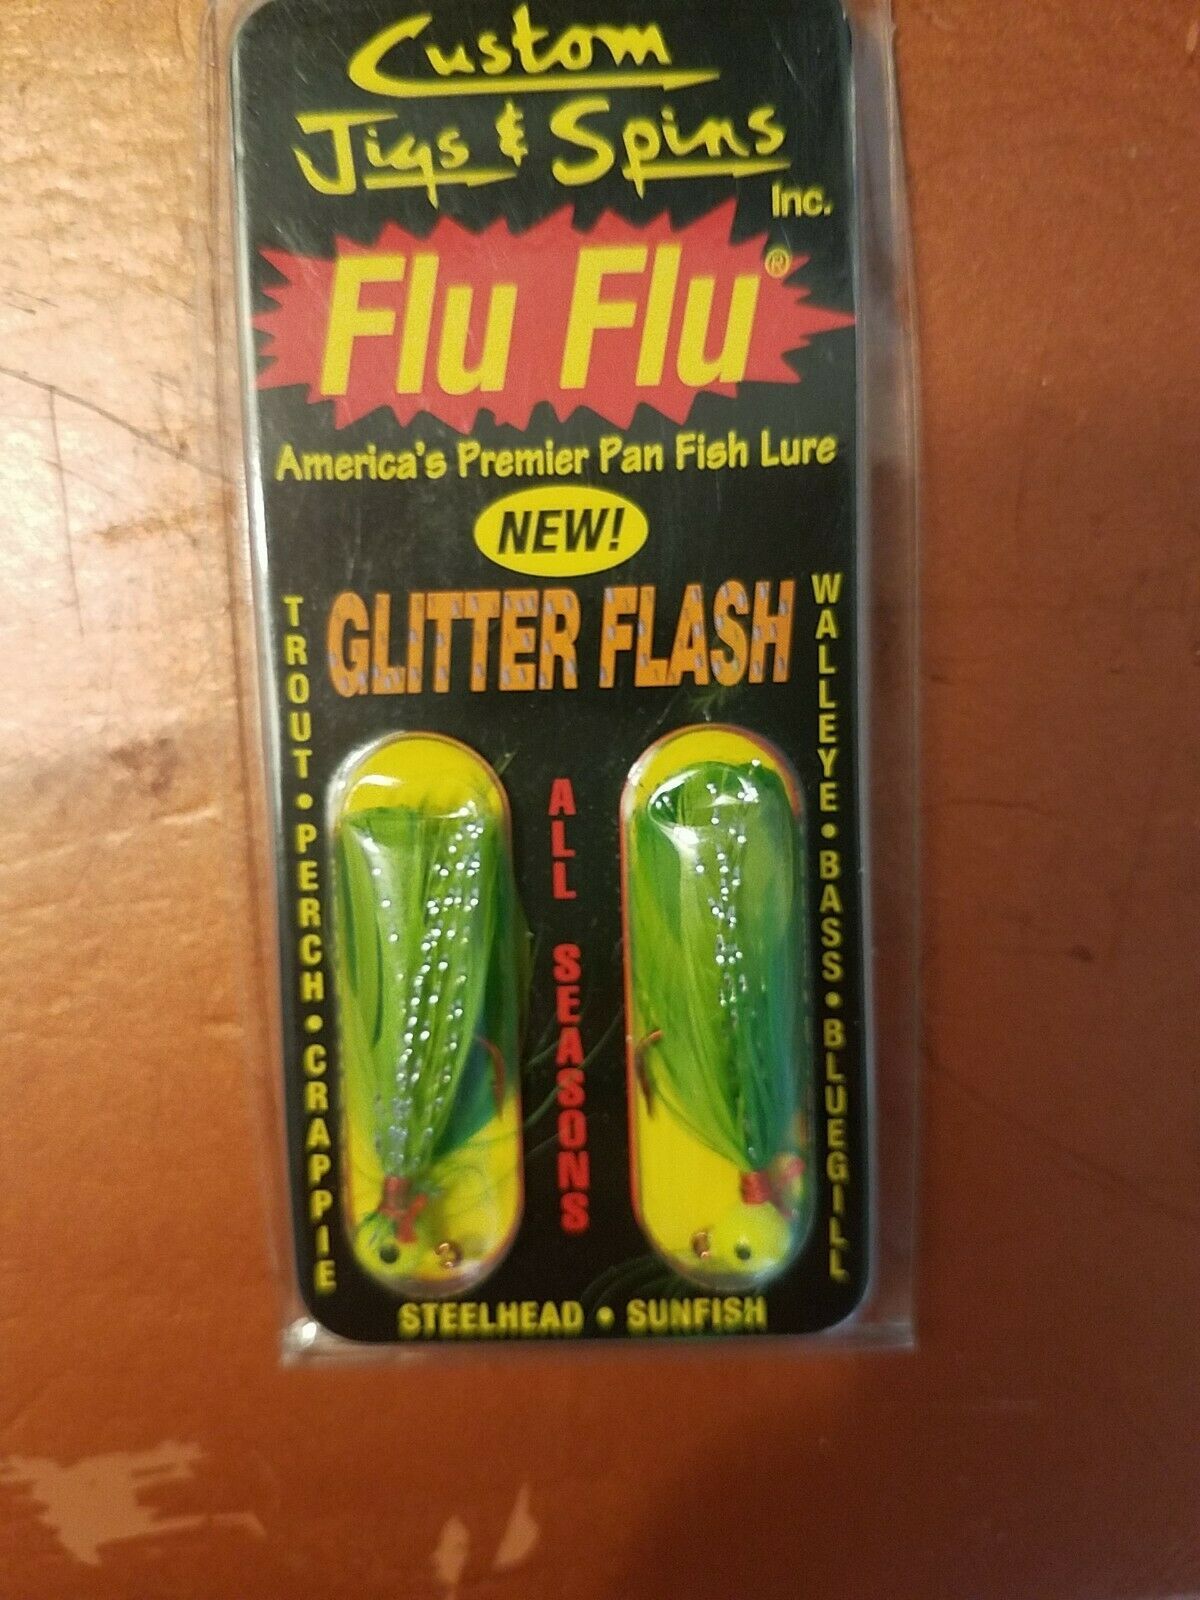 Custom
Jigs & Spins
Inc.
Flu Flu®
America's Premier Pan Fish Lure
NEW!
GLITTER FLASH
TROUT • PERCH • CRAPPIE
ALL SEASONS
WALLEYE • BASS • BLUEGILL
STEELHEAD • SUNFISH